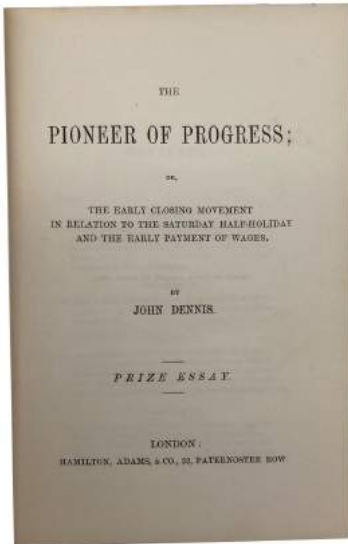 THE
PIONEER OF PROGRESS;
OR,
THE EARLY CLOSING MOVEMENT
IN RELATION TO THE SATURDAY HALF-HOLIDAY
AND THE EARLY PAYMENT OF WAGES.
BY
JOHN DENNIS.
PRIZE ESSAY.
LONDON:
HAMILTON, ADAMS, & CO., 33, PATERNOSTER ROW